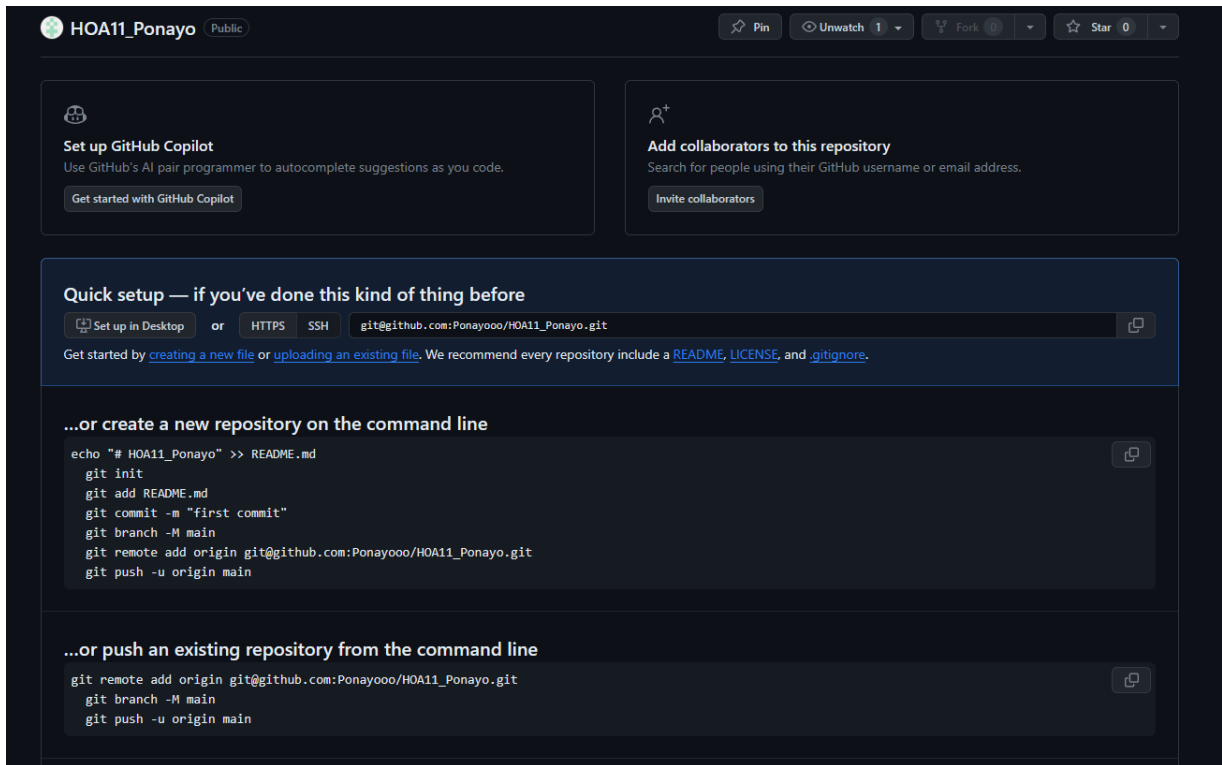 HOA11_Ponayo Public
Pin Unwatch 1 Fork 0 Star 0
Set up GitHub Copilot
Use GitHub's AI pair programmer to autocomplete suggestions as you code.
Get started with GitHub Copilot
Add collaborators to this repository
Search for people using their GitHub username or email address.
Invite collaborators
Quick setup — if you've done this kind of thing before
Set up in Desktop or HTTPS SSH git@github.com:Ponayooo/HOA11_Ponayo.git
Get started by creating a new file or uploading an existing file. We recommend every repository include a README, LICENSE, and .gitignore.
...or create a new repository on the command line
echo "# HOA11_Ponayo" >> README.md
git init
git add README.md
git commit -m "first commit"
git branch -M main
git remote add origin git@github.com:Ponayooo/HOA11_Ponayo.git
git push -u origin main
...or push an existing repository from the command line
git remote add origin git@github.com:Ponayooo/HOA11_Ponayo.git
git branch -M main
git push -u origin main